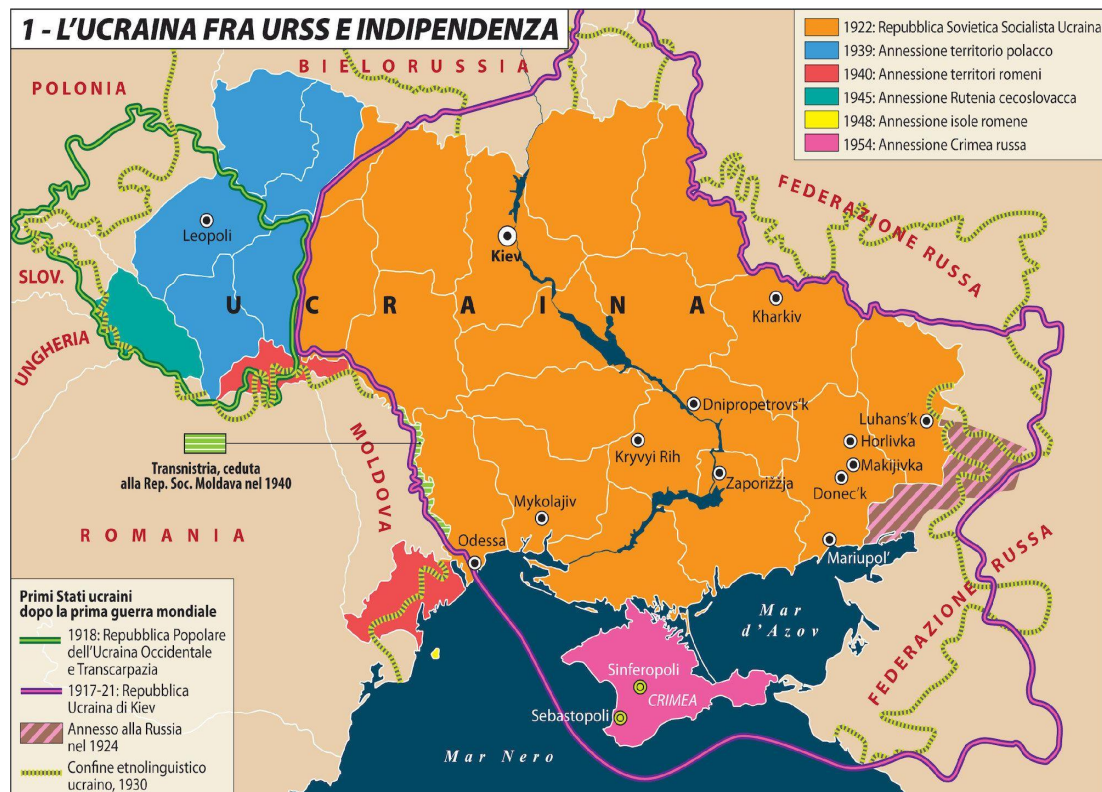 1 - L'UCRAINA FRA URSS E INDIPENDENZA
1922: Repubblica Sovietica Socialista Ucraina
1939: Annessione territorio polacco
1940: Annessione territori romeni
1945: Annessione Rutenia cecoslovacca
1948: Annessione isole romene
1954: Annessione Crimea russa
BIELORUSSIA
POLONIA
FEDERAZIONE RUSSA
Leopoli
Kiev
SLOV.
UCRAINA
Kharkiv
UNGHERIA
Dnipropetrovs'k
Luhans'k
Horlivka
Kryvyi Rih
Makijivka
Transnistria, ceduta
alla Rep. Soc. Moldava nel 1940
MOLDOVA
Zaporižžja
Donec'k
Mykolajiv
ROMANIA
Odessa
Mariupol'
FEDERAZIONE RUSSA
Mar
d'Azov
Sinferopoli
CRIMEA
Sebastopoli
Mar Nero
Primi Stati ucraini
dopo la prima guerra mondiale
1918: Repubblica Popolare
dell'Ucraina Occidentale
e Transcarpazia
1917-21: Repubblica
Ucraina di Kiev
Annesso alla Russia
nel 1924
Confine etnolinguistico
ucraino, 1930